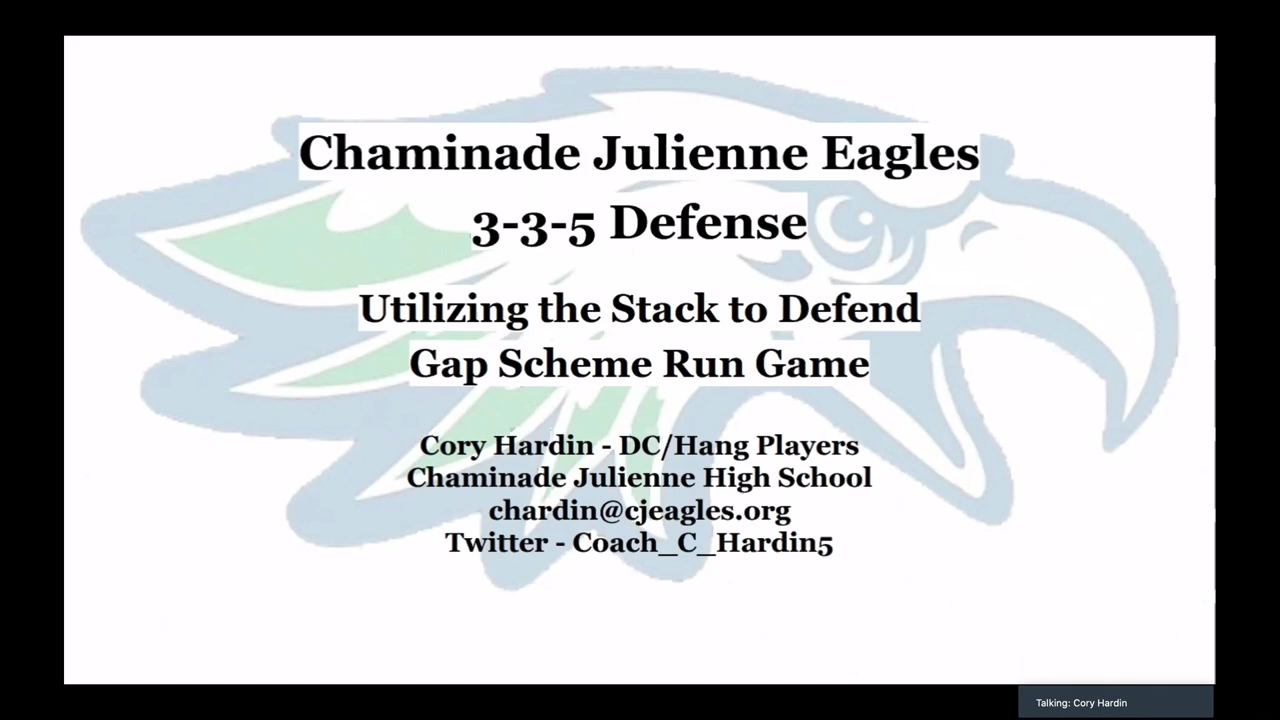 Chaminade Julienne Eagles
3-3-5 Defense
Utilizing the Stack to Defend
Gap Scheme Run Game
Cory Hardin - DC/Hang Players
Chaminade Julienne High School
chardin@cjeagles.org
Twitter - Coach_C_Hardin5
Talking: Cory Hardin